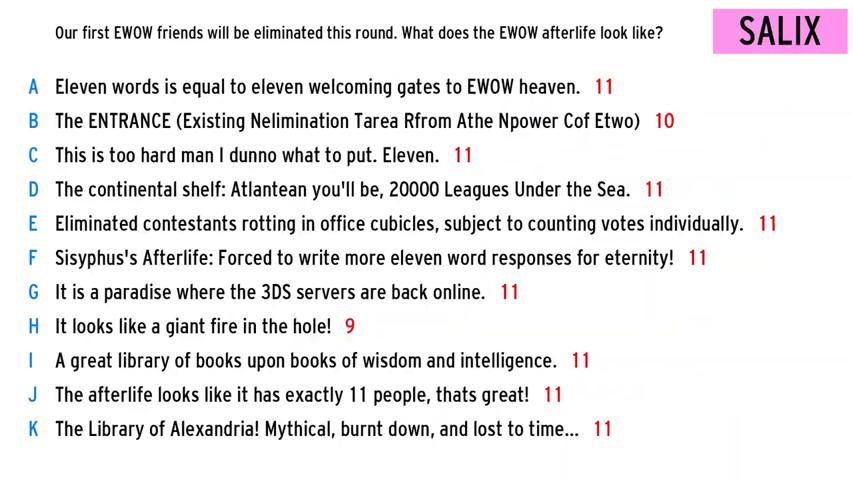 Our first EWOW friends will be eliminated this round. What does the EWOW afterlife look like?
SALIX
A Eleven words is equal to eleven welcoming gates to EWOW heaven. 11
B The ENTRANCE (Existing Nelimination Tarea Rfrom Athe Npower Cof Etwo) 10
C This is too hard man I dunno what to put. Eleven. 11
D The continental shelf: Atlantean you'll be, 20000 Leagues Under the Sea. 11
E Eliminated contestants rotting in office cubicles, subject to counting votes individually. 11
F Sisyphus's Afterlife: Forced to write more eleven word responses for eternity! 11
G It is a paradise where the 3DS servers are back online. 11
H It looks like a giant fire in the hole! 9
I A great library of books upon books of wisdom and intelligence. 11
J The afterlife looks like it has exactly 11 people, thats great! 11
K The Library of Alexandria! Mythical, burnt down, and lost to time... 11